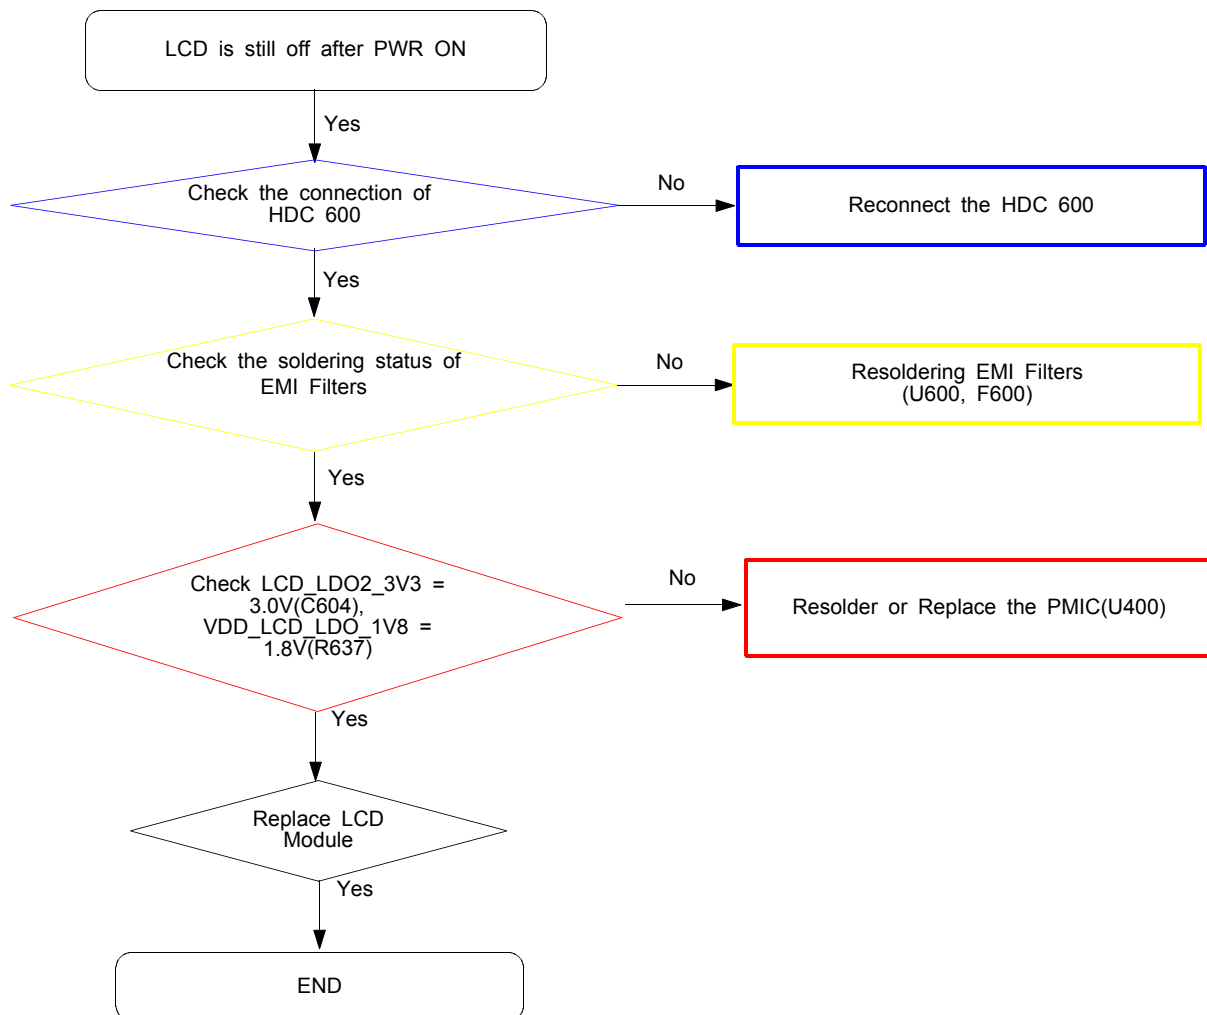 LCD is still off after PWR ON
Yes
Check the connection of
HDC 600
No
Reconnect the HDC 600
Yes
Check the soldering status of
EMI Filters
No
Resoldering EMI Filters
(U600, F600)
Yes
Check LCD_LDO2_3V3 =
3.0V(C604),
VDD_LCD_LDO_1V8 =
1.8V(R637)
No
Resolder or Replace the PMIC(U400)
Yes
Replace LCD
Module
Yes
END